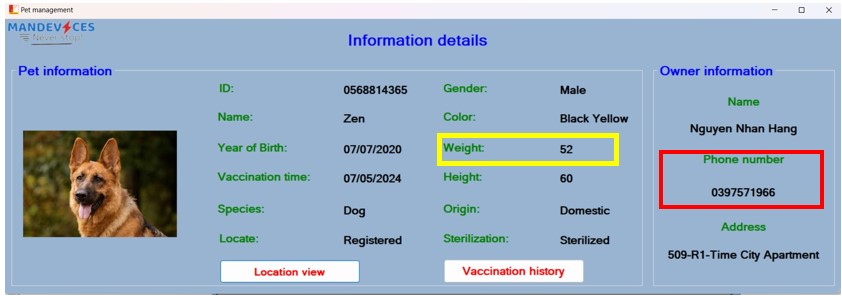 Pet management
MANDEVICES
Never Stop!
Information details
Pet information
ID: 0568814365 Gender: Male
Name: Zen Color: Black Yellow
Year of Birth: 07/07/2020 Weight: 52
Vaccination time: 07/05/2024 Height: 60
Species: Dog Origin: Domestic
Locate: Registered Sterilization: Sterilized
Location view Vaccination history
Owner information
Name
Nguyen Nhan Hang
Phone number
0397571966
Address
509-R1-Time City Apartment